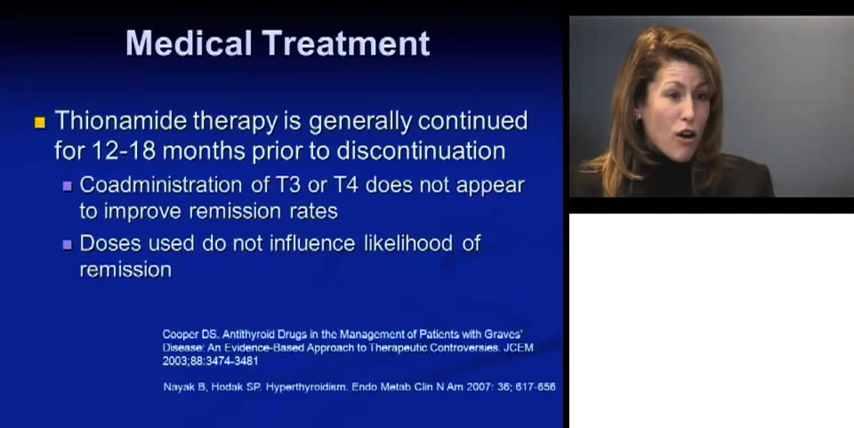 Medical Treatment
Thionamide therapy is generally continued
for 12-18 months prior to discontinuation
Coadministration of T3 or T4 does not appear
to improve remission rates
Doses used do not influence likelihood of
remission
Cooper DS. Antithyroid Drugs in the Management of Patients with Graves'
Disease: An Evidence-Based Approach to Therapeutic Controversies. JCEM
2003;88:3474-3481
Nayak B, Hodak SP. Hyperthyroidism. Endo Metab Clin N Am 2007: 36; 617-656